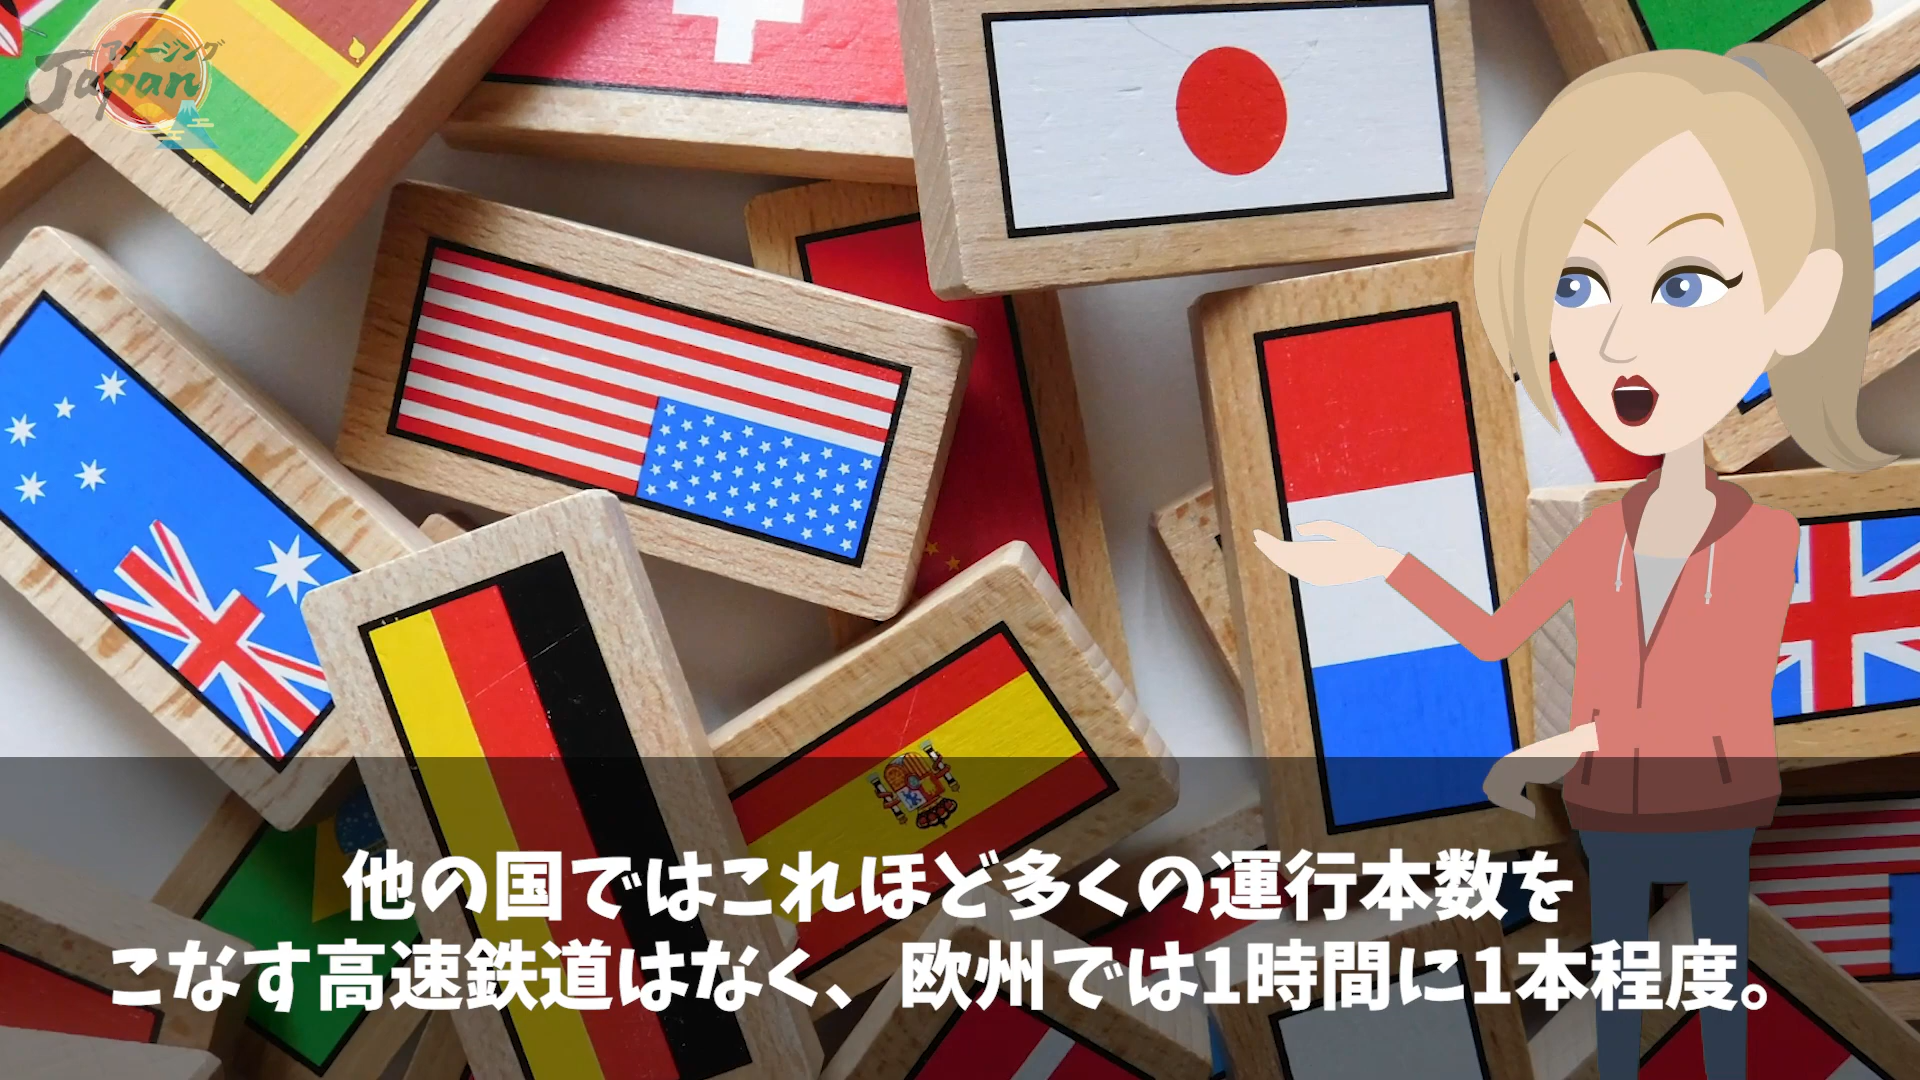 アメージング
Japan
他の国ではこれほど多くの運行本数を
こなす高速鉄道はなく、欧州では1時間に1本程度。